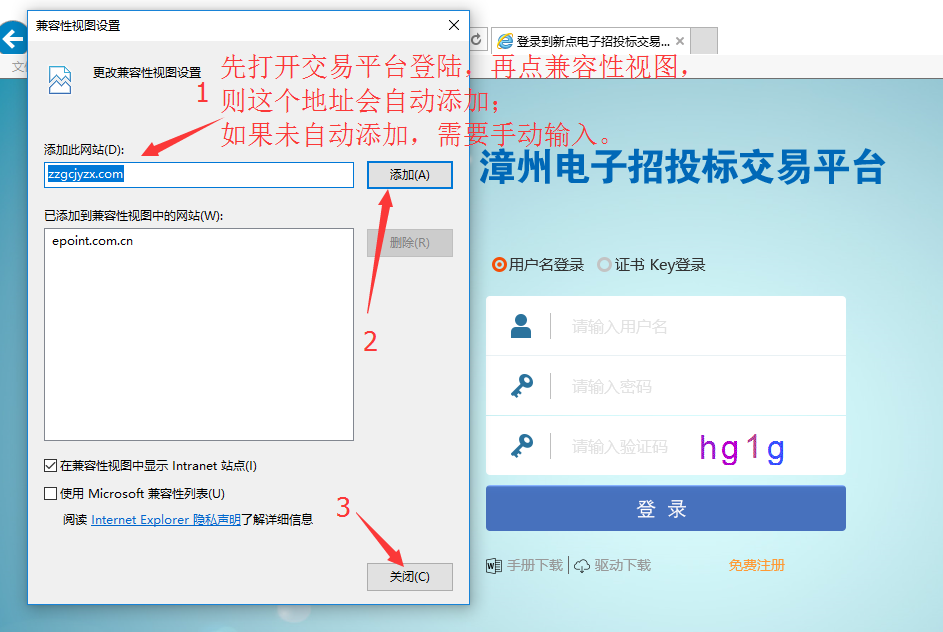 兼容性视图设置
登录到新点电子招投标交易...
文
更改兼容性视图设置
1
先打开交易平台登陆，再点兼容性视图，
则这个地址会自动添加；
如果未自动添加，需要手动输入。
添加此网站(D):
zzgcjyzx.com
添加(A)
漳州电子招投标交易平台
已添加到兼容性视图中的网站(W):
epoint.com.cn
删除(R)
2
用户名登录
证书 Key登录
请输入用户名
请输入密码
请输入验证码
hg1g
登 录
在兼容性视图中显示 Intranet 站点(I)
使用 Microsoft 兼容性列表(U)
阅读 Internet Explorer 隐私声明了解详细信息
3
关闭(C)
手册下载
驱动下载
免费注册